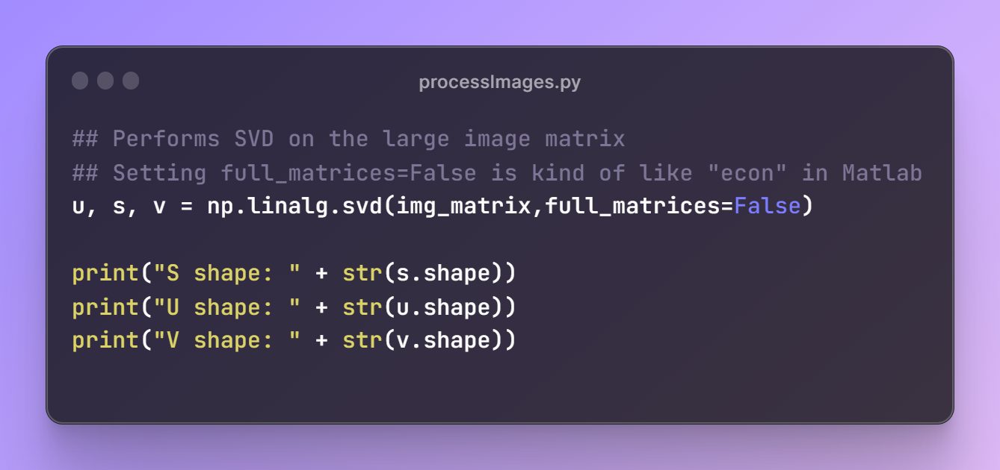 processImages.py
## Performs SVD on the large image matrix
## Setting full_matrices=False is kind of like "econ" in Matlab
u, s, v = np.linalg.svd(img_matrix,full_matrices=False)
print("S shape: " + str(s.shape))
print("U shape: " + str(u.shape))
print("V shape: " + str(v.shape))